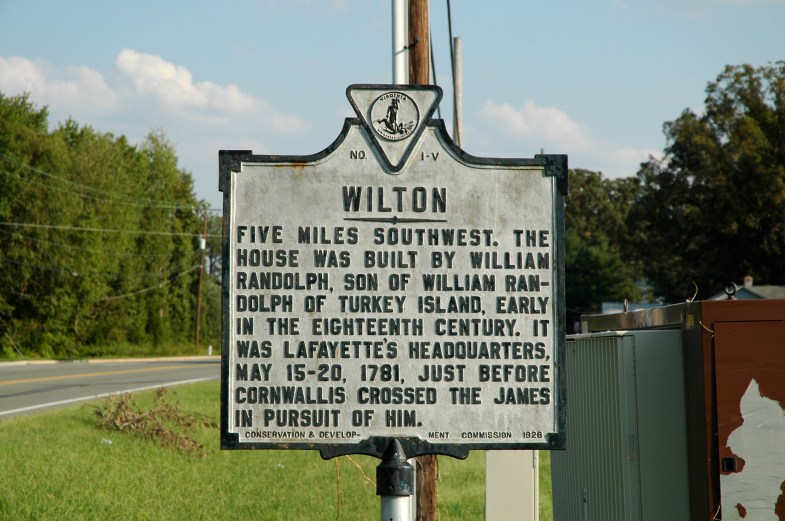 VIRGINIA
NO. I-V
WILTON
FIVE MILES SOUTHWEST. THE
HOUSE WAS BUILT BY WILLIAM
RANDOLPH, SON OF WILLIAM RAN-
DOLPH OF TURKEY ISLAND, EARLY
IN THE EIGHTEENTH CENTURY. IT
WAS LAFAYETTE'S HEADQUARTERS,
MAY 15-20, 1781, JUST BEFORE
CORNWALLIS CROSSED THE JAMES
IN PURSUIT OF HIM.
CONSERVATION & DEVELOP- MENT COMMISSION 1928